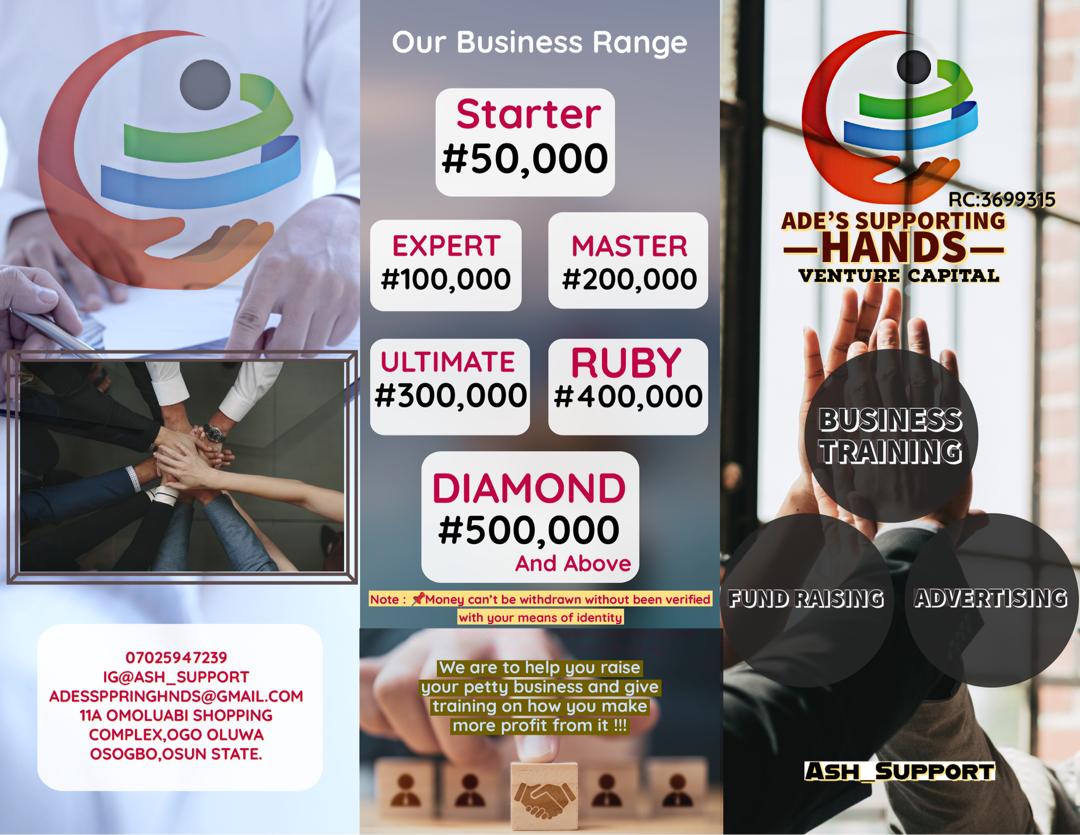 07025947239
IG@ASH_SUPPORT
ADESSPPRINGHNDS@GMAIL.COM
11A OMOLUABI SHOPPING
COMPLEX,OGO OLUWA
OSOGBO,OSUN STATE.
Our Business Range
Starter
#50,000
EXPERT
#100,000
MASTER
#200,000
ULTIMATE
#300,000
RUBY
#400,000
DIAMOND
#500,000
And Above
Note : 📌Money can't be withdrawn without been verified
with your means of identity
We are to help you raise
your petty business and give
training on how you make
more profit from it !!!
RC:3699315
ADE'S SUPPORTING
HANDS
VENTURE CAPITAL
BUSINESS
TRAINING
FUND RAISING
ADVERTISING
ASH_SUPPORT